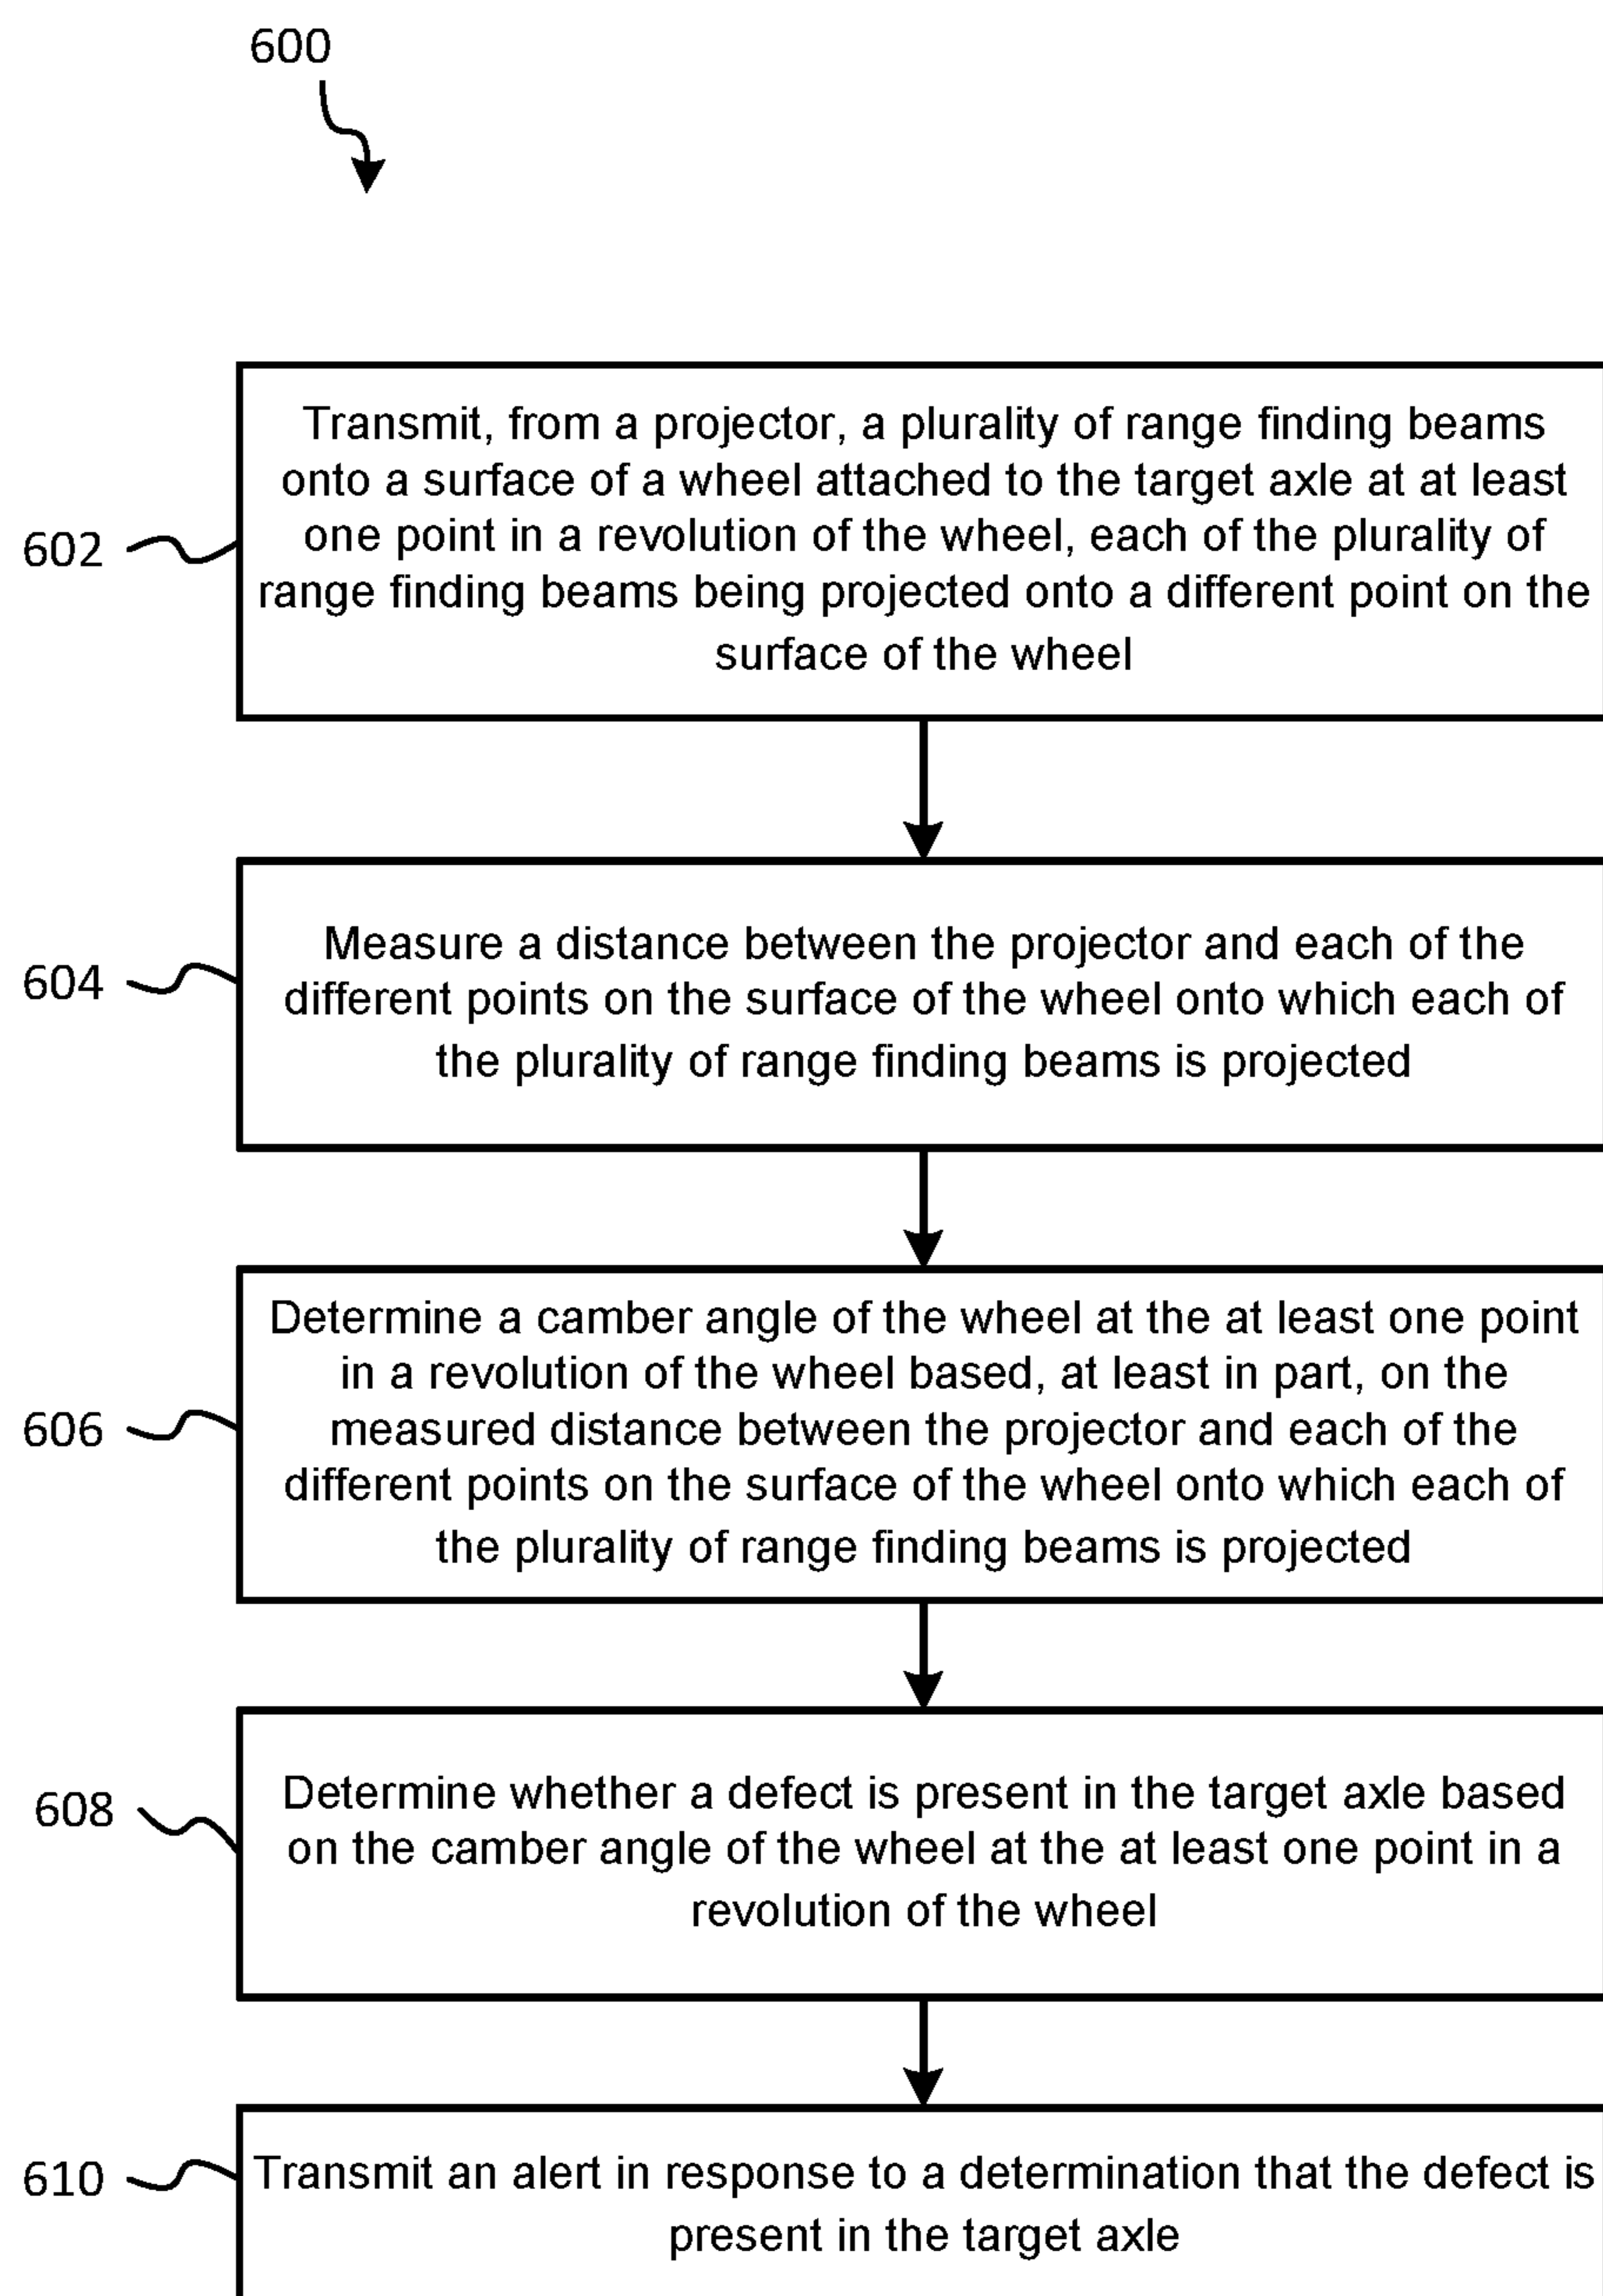 600
Transmit, from a projector, a plurality of range finding beams
onto a surface of a wheel attached to the target axle at at least
one point in a revolution of the wheel, each of the plurality of
range finding beams being projected onto a different point on the
surface of the wheel
602
Measure a distance between the projector and each of the
different points on the surface of the wheel onto which each of
the plurality of range finding beams is projected
604
Determine a camber angle of the wheel at the at least one point
in a revolution of the wheel based, at least in part, on the
measured distance between the projector and each of the
different points on the surface of the wheel onto which each of
the plurality of range finding beams is projected
606
Determine whether a defect is present in the target axle based
on the camber angle of the wheel at the at least one point in a
revolution of the wheel
608
Transmit an alert in response to a determination that the defect is
present in the target axle
610